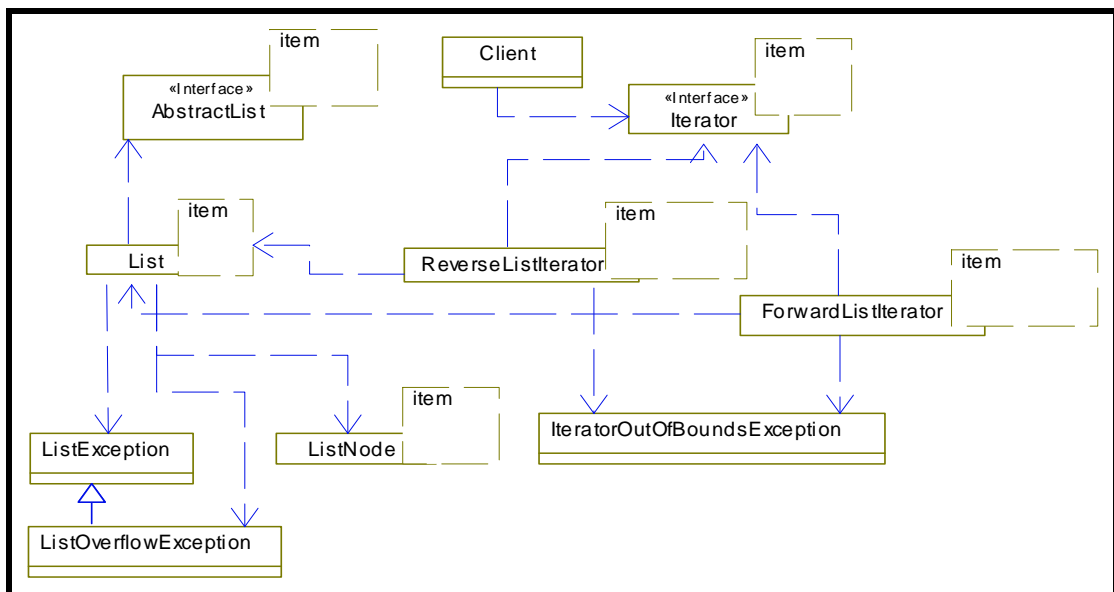 item
Client
item
«Interface»
AbstractList
«Interface»
Iterator
item
item
List
ReverseListIterator
item
ForwardListIterator
item
ListException
ListNode
IteratorOutOfBoundsException
ListOverflowException